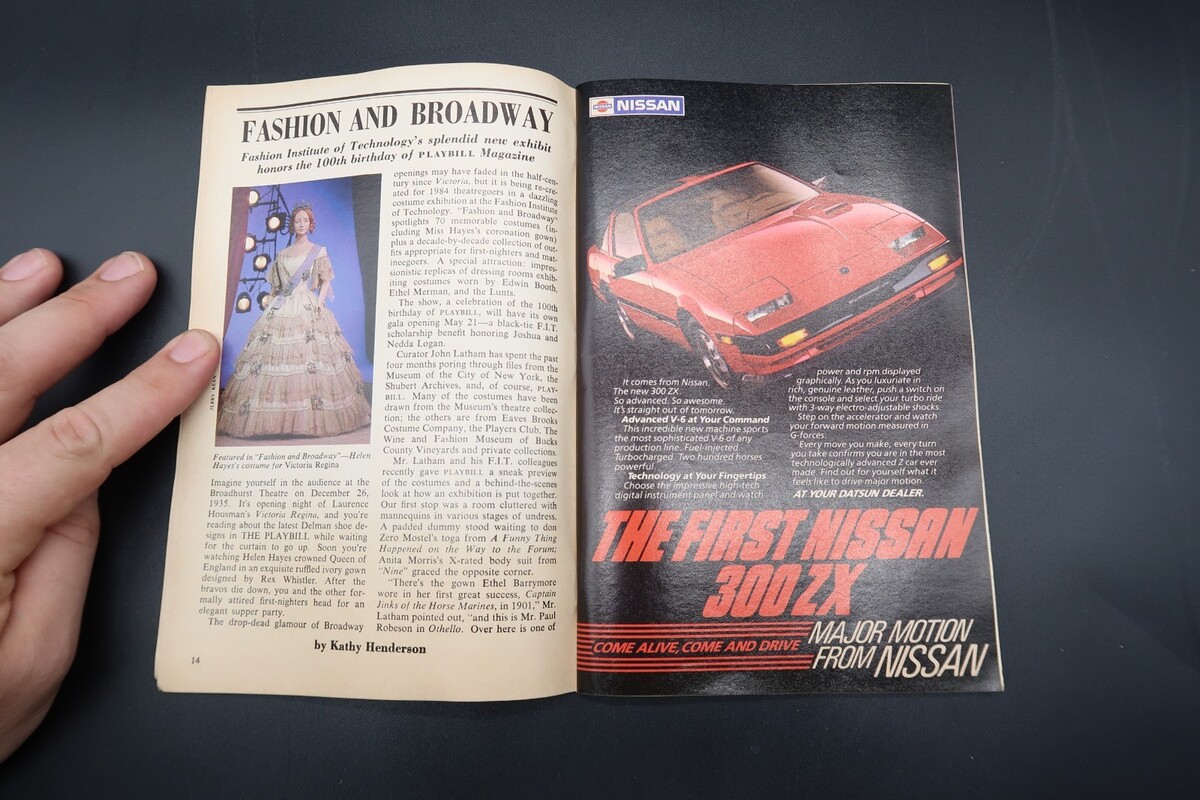 FASHION AND BROADWAY
Fashion Institute of Technology's splendid new exhibit
honors the 100th birthday of PLAYBILL Magazine
Featured in "Fashion and Broadway"—Helen
Hayes's costume for Victoria Regina
Imagine yourself in the audience at the
Broadhurst Theatre on December 26,
1935. It's opening night of Laurence
Housman's Victoria Regina, and you're
reading about the latest Delman shoe de-
signs in THE PLAYBILL while waiting
for the curtain to go up. Soon you're
watching Helen Hayes crowned Queen of
England in an exquisite ruffled ivory gown
designed by Rex Whistler. After the
bravos die down, you and the other for-
mally attired first-nighters head for an
elegant supper party.
The drop-dead glamour of Broadway
openings may have faded in the half-cen-
tury since Victoria, but it is being re-cre-
ated for 1984 theatregoers in a dazzling
costume exhibition at the Fashion Institute
of Technology. "Fashion and Broadway"
spotlights 70 memorable costumes (in-
cluding Miss Hayes's coronation gown)
plus a decade-by-decade collection of out-
fits appropriate for first-nighters and mat-
ineegoers. A special attraction: impres-
sionistic replicas of dressing rooms exhib-
iting costumes worn by Edwin Booth,
Ethel Merman, and the Lunts.
The show, a celebration of the 100th
birthday of PLAYBILL, will have its own
gala opening May 21—a black-tie F.I.T.
scholarship benefit honoring Joshua and
Nedda Logan.
Curator John Latham has spent the past
four months poring through files from the
Museum of the City of New York, the
Shubert Archives, and, of course, PLAY-
BILL. Many of the costumes have been
drawn from the Museum's theatre collec-
tion; the others are from Eaves Brooks
Costume Company, the Players Club, The
Wine and Fashion Museum of Bucks
County Vineyards and private collections.
Mr. Latham and his F.I.T. colleagues
recently gave PLAYBILL a sneak preview
of the costumes and a behind-the-scenes
look at how an exhibition is put together.
Our first stop was a room cluttered with
mannequins in various stages of undress.
A padded dummy stood waiting to don
Zero Mostel's toga from A Funny Thing
Happened on the Way to the Forum;
Anita Morris's X-rated body suit from
"Nine" graced the opposite corner.
"There's the gown Ethel Barrymore
wore in her first great success, Captain
Jinks of the Horse Marines, in 1901," Mr.
Latham pointed out, "and this is Mr. Paul
Robeson in Othello. Over here is one of
by Kathy Henderson
14
NISSAN
NISSAN
It comes from Nissan.
The new 300 ZX.
So advanced. So awesome.
It's straight out of tomorrow.
Advanced V-6 at Your Command
This incredible new machine sports
the most sophisticated V-6 of any
production line. Fuel-Injected.
Turbocharged. Two hundred horses
powerful.
Technology at Your Fingertips
Choose the impressive high-tech
digital instrument panel and watch
power and rpm displayed
graphically. As you luxuriate in
rich, genuine leather, push a switch on
the console and select your turbo ride
with 3-way electro-adjustable shocks.
Step on the accelerator and watch
your forward motion measured in
G-forces.
Every move you make, every turn
you take confirms you are in the most
technologically advanced Z car ever
made. Find out for yourself what it
feels like to drive major motion.
AT YOUR DATSUN DEALER.
THE FIRST NISSAN
300 ZX
COME ALIVE, COME AND DRIVE
MAJOR MOTION
FROM NISSAN